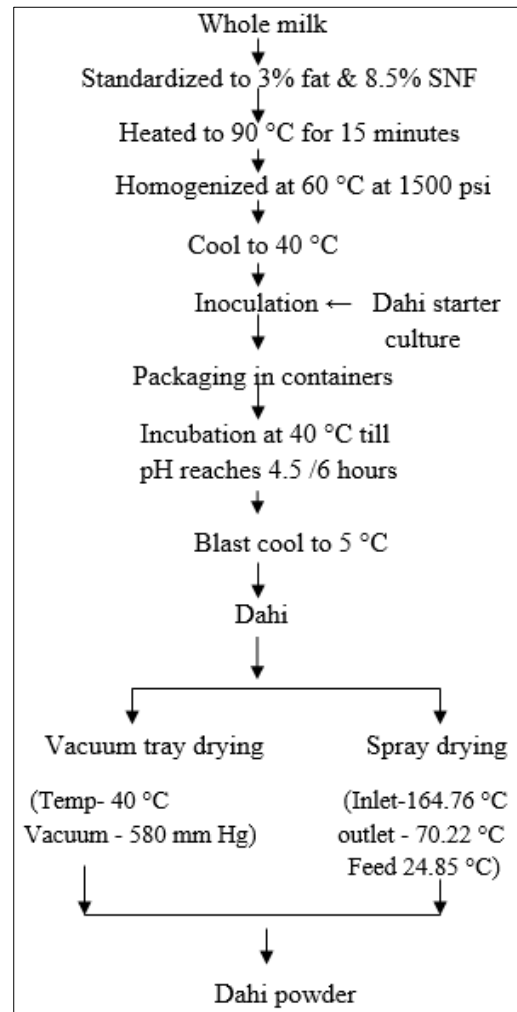 Whole milk
Standardized to 3% fat & 8.5% SNF
Heated to 90 °C for 15 minutes
Homogenized at 60 °C at 1500 psi
Cool to 40 °C
Inoculation ← Dahi starter
culture
Packaging in containers
Incubation at 40 °C till
pH reaches 4.5 /6 hours
Blast cool to 5 °C
Dahi
Vacuum tray drying
(Temp- 40 °C
Vacuum - 580 mm Hg)
Spray drying
(Inlet-164.76 °C
outlet - 70.22 °C
Feed 24.85 °C)
Dahi powder